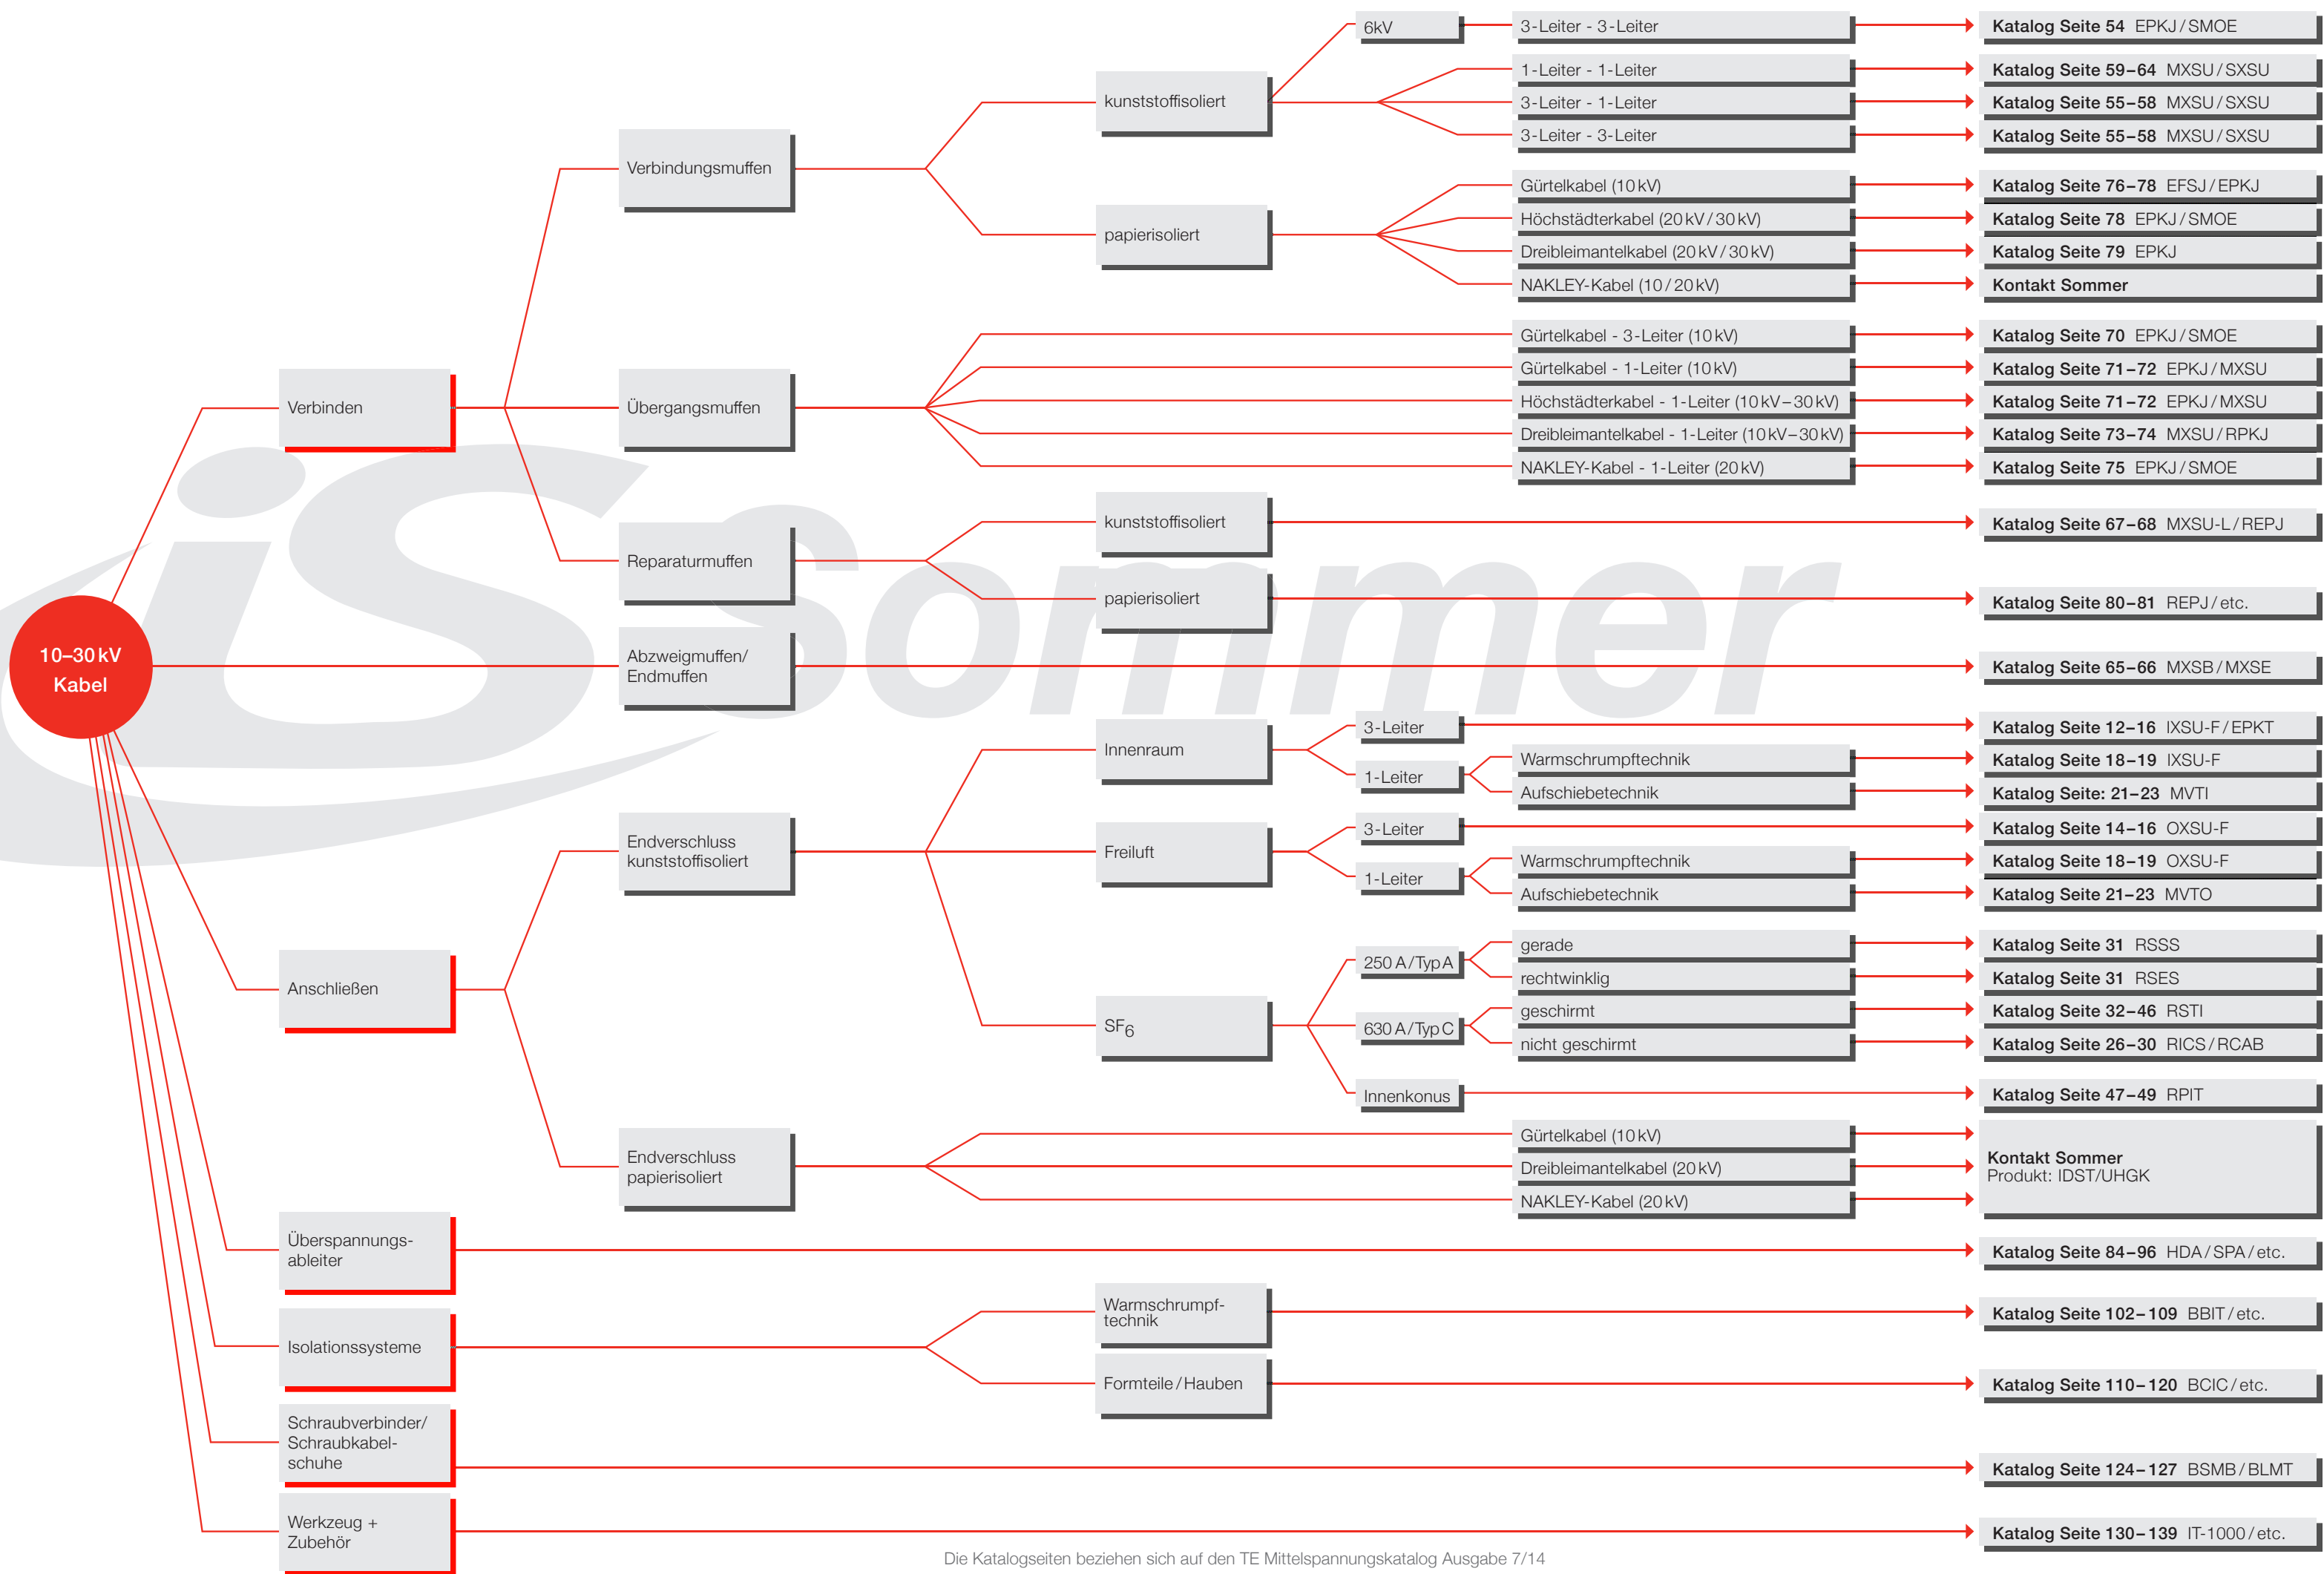 6kV
3-Leiter - 3-Leiter
Katalog Seite 54 EPKJ / SMOE
kunststoffisoliert
1-Leiter - 1-Leiter
Katalog Seite 59–64 MXSU / SXSU
3-Leiter - 1-Leiter
Katalog Seite 55–58 MXSU / SXSU
3-Leiter - 3-Leiter
Katalog Seite 55–58 MXSU / SXSU
Verbindungsmuffen
papierisoliert
Gürtelkabel (10 kV)
Katalog Seite 76–78 EFSJ / EPKJ
Höchstädterkabel (20 kV / 30 kV)
Katalog Seite 78 EPKJ / SMOE
Dreibleimantelkabel (20 kV / 30 kV)
Katalog Seite 79 EPKJ
NAKLEY-Kabel (10 / 20 kV)
Kontakt Sommer
Verbinden
Übergangsmuffen
Gürtelkabel - 3-Leiter (10 kV)
Katalog Seite 70 EPKJ / SMOE
Gürtelkabel - 1-Leiter (10 kV)
Katalog Seite 71–72 EPKJ / MXSU
Höchstädterkabel - 1-Leiter (10 kV–30 kV)
Katalog Seite 71–72 EPKJ / MXSU
Dreibleimantelkabel - 1-Leiter (10 kV–30 kV)
Katalog Seite 73–74 MXSU / RPKJ
NAKLEY-Kabel - 1-Leiter (20 kV)
Katalog Seite 75 EPKJ / SMOE
Reparaturmuffen
kunststoffisoliert
Katalog Seite 67–68 MXSU-L / REPJ
papierisoliert
Katalog Seite 80–81 REPJ / etc.
iS Sommer
10–30 kV
Kabel
Abzweigmuffen/
Endmuffen
Katalog Seite 65–66 MXSB / MXSE
Innenraum
3-Leiter
Katalog Seite 12–16 IXSU-F / EPKT
1-Leiter
Warmschrumpftechnik
Katalog Seite 18–19 IXSU-F
Aufschiebetechnik
Katalog Seite: 21–23 MVTI
Endverschluss
kunststoffisoliert
Freiluft
3-Leiter
Katalog Seite 14–16 OXSU-F
1-Leiter
Warmschrumpftechnik
Katalog Seite 18–19 OXSU-F
Aufschiebetechnik
Katalog Seite 21–23 MVTO
Anschließen
SF6
250 A / Typ A
gerade
Katalog Seite 31 RSSS
rechtwinklig
Katalog Seite 31 RSES
630 A / Typ C
geschirmt
Katalog Seite 32–46 RSTI
nicht geschirmt
Katalog Seite 26–30 RICS / RCAB
Innenkonus
Katalog Seite 47–49 RPIT
Endverschluss
papierisoliert
Gürtelkabel (10 kV)
Dreibleimantelkabel (20 kV)
NAKLEY-Kabel (20 kV)
Kontakt Sommer
Produkt: IDST/UHGK
Überspannungs-
ableiter
Katalog Seite 84–96 HDA / SPA / etc.
Isolationssysteme
Warmschrumpf-
technik
Katalog Seite 102–109 BBIT / etc.
Formteile / Hauben
Katalog Seite 110–120 BCIC / etc.
Schraubverbinder/
Schraubkabel-
schuhe
Katalog Seite 124–127 BSMB / BLMT
Werkzeug +
Zubehör
Katalog Seite 130–139 IT-1000 / etc.
Die Katalogseiten beziehen sich auf den TE Mittelspannungskatalog Ausgabe 7/14